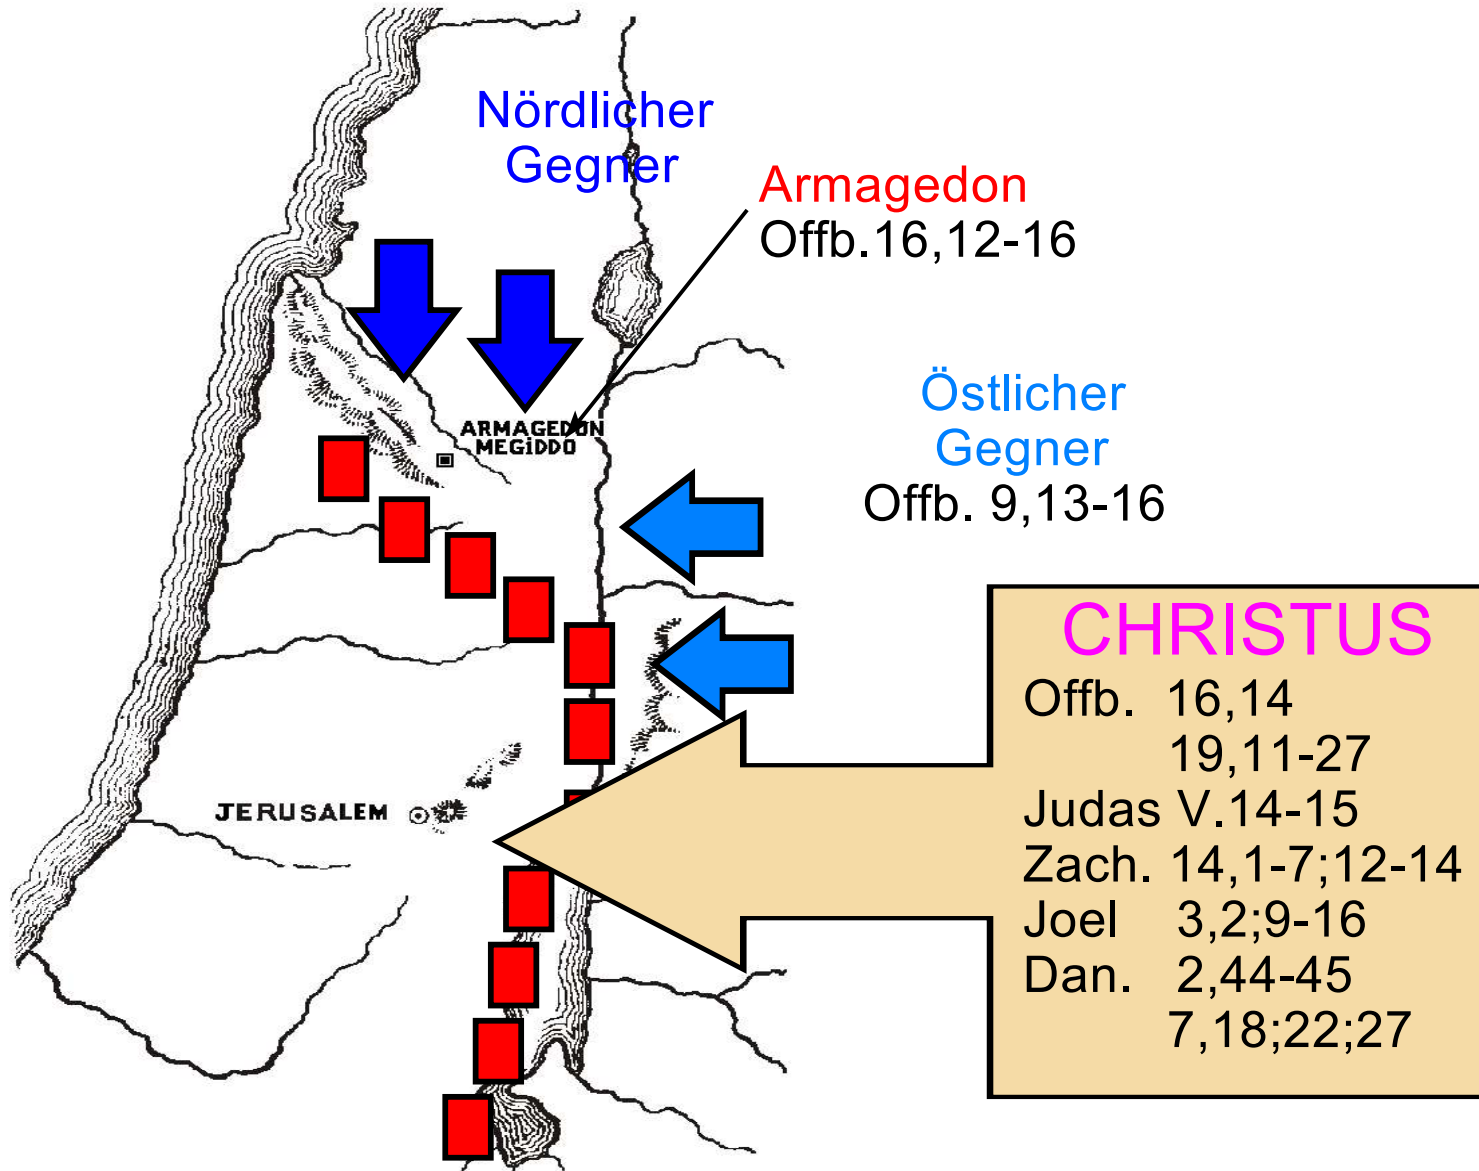 Nördlicher
Gegner
Armagedon
Offb.16,12-16
Östlicher
Gegner
Offb. 9,13-16
ARMAGEDON
MEGiDDO
JERUSALEM
CHRISTUS
Offb. 16,14
19,11-27
Judas V.14-15
Zach. 14,1-7;12-14
Joel 3,2;9-16
Dan. 2,44-45
7,18;22;27